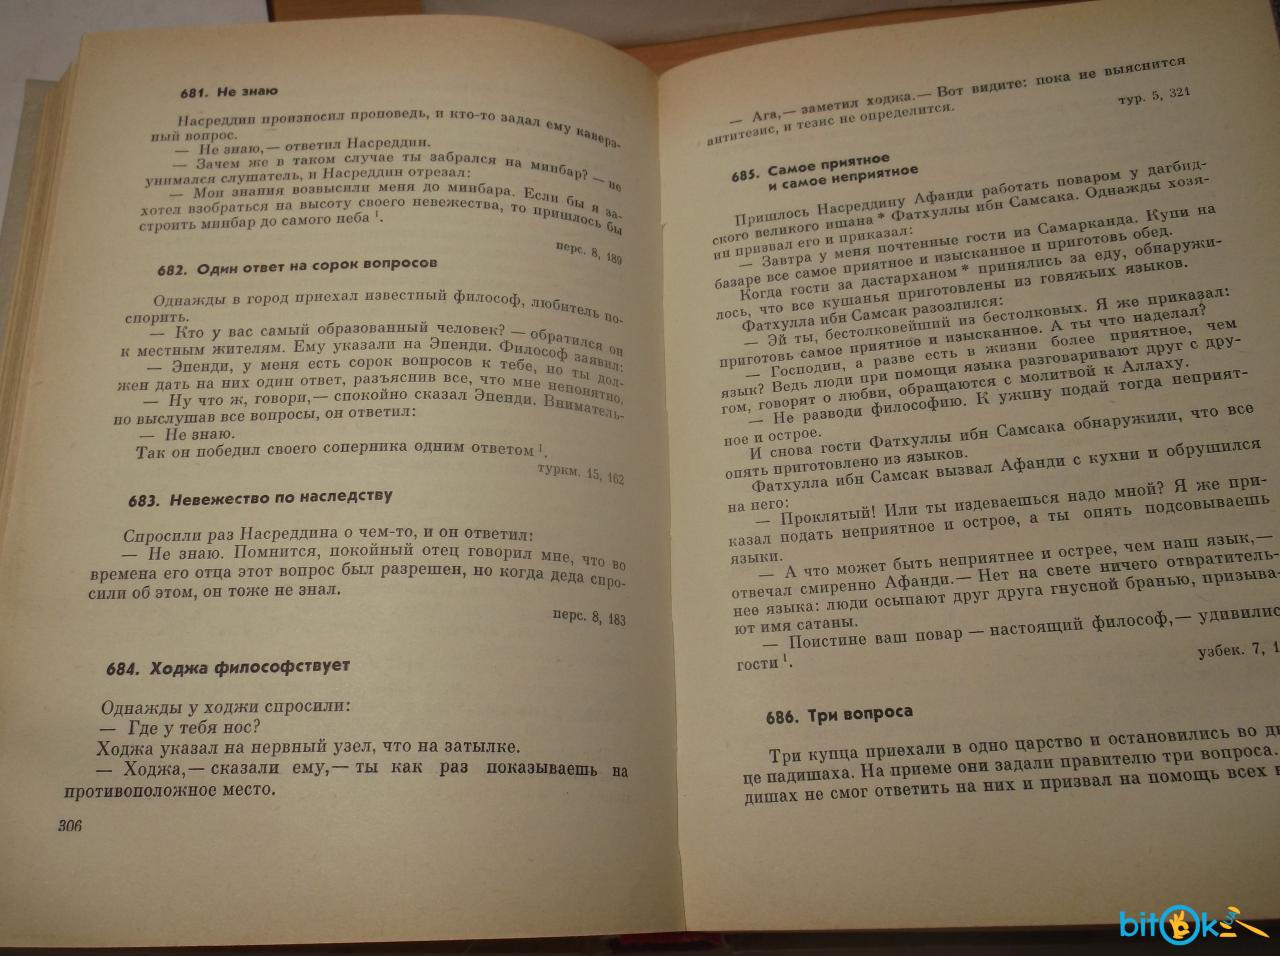 681. Не знаю
Насреддин произносил проповедь, и кто-то задал ему каверз-
ный вопрос.
— Не знаю,— ответил Насреддин.
— Зачем же в таком случае ты забрался на минбар? — не
унимался слушатель, и Насреддин отрезал:
— Мои знания возвысили меня до минбара. Если бы я за-
хотел взобраться на высоту своего невежества, то пришлось бы
строить минбар до самого неба ¹.
перс. 8, 189
682. Один ответ на сорок вопросов
Однажды в город приехал известный философ, любитель по-
спорить.
— Кто у вас самый образованный человек? — обратился он
к местным жителям. Ему указали на Эпенди. Философ заявил:
— Эпенди, у меня есть сорок вопросов к тебе, но ты дол-
жен дать на них один ответ, разъяснив все, что мне непонятно.
— Ну что ж, говори,— спокойно сказал Эпенди. Вниматель-
но выслушав все вопросы, он ответил:
— Не знаю.
Так он победил своего соперника одним ответом ¹.
туркм. 15, 162
683. Невежество по наследству
Спросили раз Насреддина о чем-то, и он ответил:
— Не знаю. Помнится, покойный отец говорил мне, что во
времена его отца этот вопрос был разрешен, но когда деда спро-
сили об этом, он тоже не знал.
перс. 8, 183
684. Ходжа философствует
Однажды у ходжи спросили:
— Где у тебя нос?
Ходжа указал на нервный узел, что на затылке.
— Ходжа,— сказали ему,— ты как раз показываешь на
противоположное место.
306
— Ага,— заметил ходжа.— Вот видите: пока не выяснится
антитезис, и тезис не определится.
тур. 5, 321
685. Самое приятное
и самое неприятное
Пришлось Насреддину Афанди работать поваром у дагбид-
ского великого ишана * Фатхуллы ибн Самсака. Однажды хозя-
ин призвал его и приказал:
— Завтра у меня почтенные гости из Самарканда. Купи на
базаре все самое приятное и изысканное и приготовь обед.
Когда гости за дастарханом * принялись за еду, обнаружи-
лось, что все кушанья приготовлены из говяжьих языков.
Фатхулла ибн Самсак разозлился:
— Эй ты, бестолковейший из бестолковых. Я же приказал:
приготовь самое приятное и изысканное. А ты что наделал?
— Господин, а разве есть в жизни более приятное, чем
язык? Ведь люди при помощи языка разговаривают друг с дру-
гом, говорят о любви, обращаются с молитвой к Аллаху.
— Не разводи философию. К ужину подай тогда неприят-
ное и острое.
И снова гости Фатхуллы ибн Самсака обнаружили, что все
опять приготовлено из языков.
Фатхулла ибн Самсак вызвал Афанди с кухни и обрушился
на него:
— Проклятый! Или ты издеваешься надо мной? Я же при-
казал подать неприятное и острое, а ты опять подсовываешь
языки.
— А что может быть неприятнее и острее, чем наш язык,—
отвечал смиренно Афанди.— Нет на свете ничего отвратитель-
нее языка: люди осыпают друг друга гнусной бранью, призыва-
ют имя сатаны.
— Поистине ваш повар — настоящий философ,— удивились
гости ¹.
узбек. 7, 1
686. Три вопроса
Три купца приехали в одно царство и остановились во
це падишаха. На приеме они задали правителю три вопроса.
дишах не смог ответить на них и призвал на помощь всех